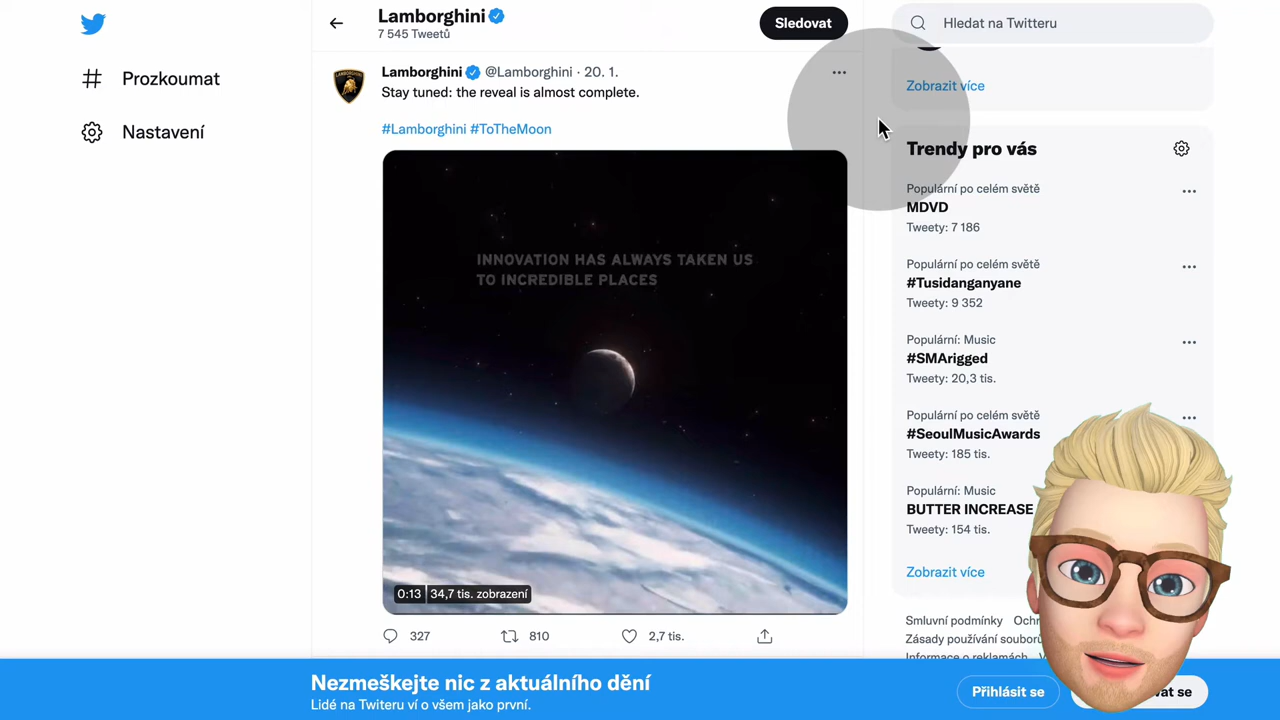 Lamborghini
7 545 Tweetů
Sledovat
Hledat na Twitteru
Prozkoumat
Nastavení
Lamborghini @Lamborghini · 20. 1.
Stay tuned: the reveal is almost complete.
#Lamborghini #ToTheMoon
INNOVATION HAS ALWAYS TAKEN US
TO INCREDIBLE PLACES
0:13 34,7 tis. zobrazení
327 810 2,7 tis.
Zobrazit více
Trendy pro vás
Populární po celém světě
MDVD
Tweety: 7 186
Populární po celém světě
#Tusidanganyane
Tweety: 9 352
Populární: Music
#SMArigged
Tweety: 20,3 tis.
Populární po celém světě
#SeoulMusicAwards
Tweety: 185 tis.
Populární: Music
BUTTER INCREASE
Tweety: 154 tis.
Zobrazit více
Smluvní podmínky
Zásady používání souborů
Informace o reklamách
Nezmeškejte nic z aktuálního dění
Lidé na Twiteru ví o všem jako první.
Přihlásit se
se